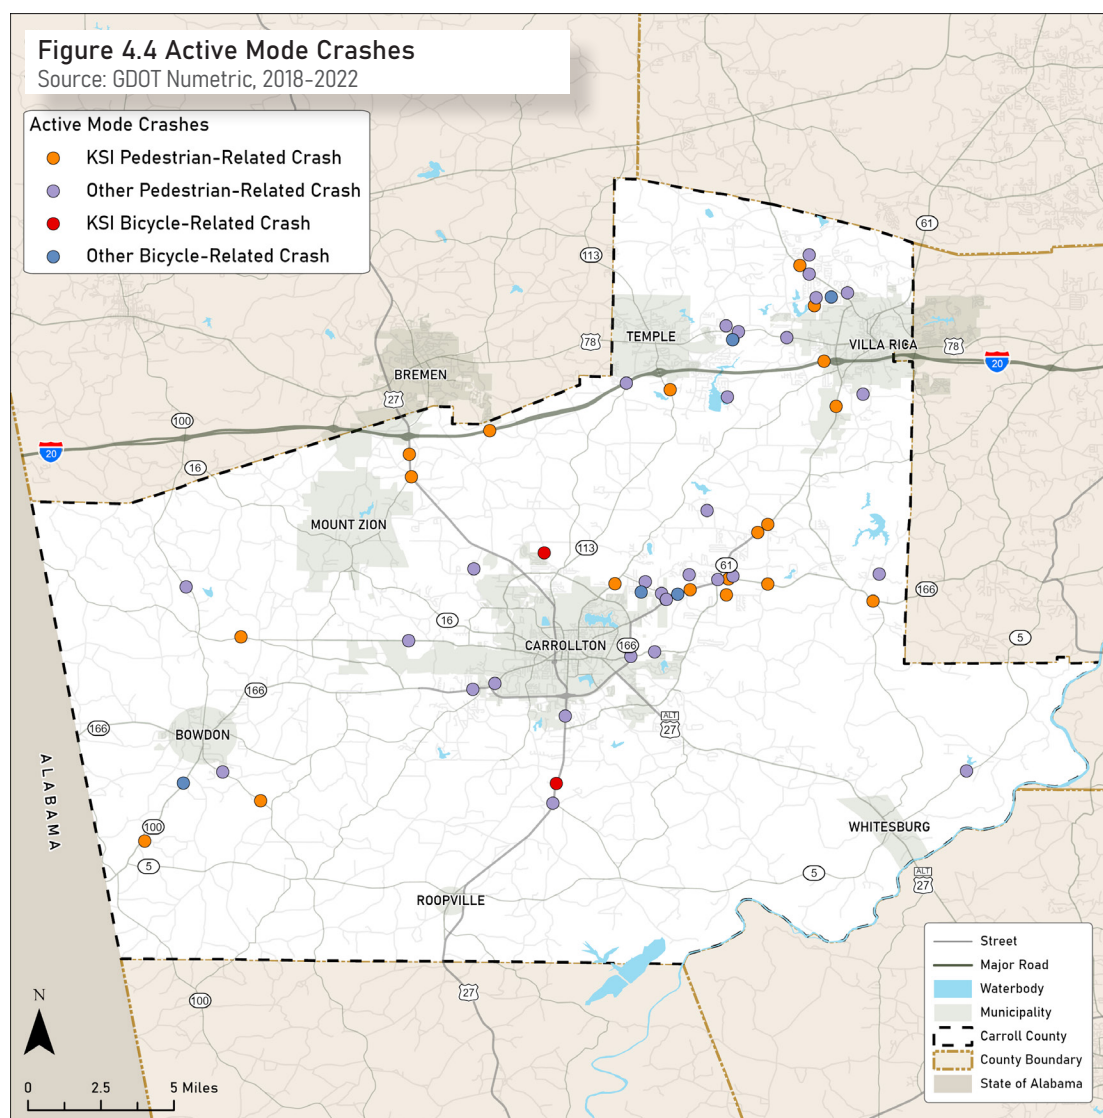 Figure 4.4 Active Mode Crashes
Source: GDOT Numetric, 2018-2022
Active Mode Crashes
KSI Pedestrian-Related Crash
Other Pedestrian-Related Crash
KSI Bicycle-Related Crash
Other Bicycle-Related Crash
61
113
78
TEMPLE
VILLA RICA
78
20
BREMEN
27
100
20
16
MOUNT ZION
113
61
166
16
CARROLLTON
166
5
166
166
BOWDON
ALT
27
ALABAMA
100
WHITESBURG
5
5
ALT
27
ROOPVILLE
27
100
N
0 2.5 5 Miles
Street
Major Road
Waterbody
Municipality
Carroll County
County Boundary
State of Alabama